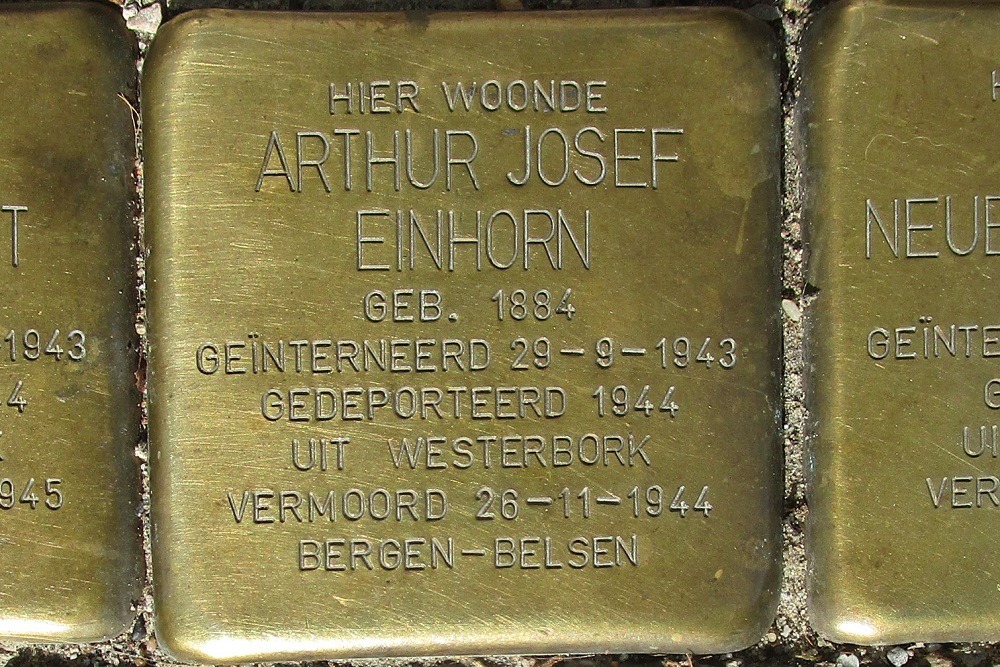 HIER WOONDE
ARTHUR JOSEF
EINHORN
GEB. 1884
GEÏNTERNEERD 29-9-1943
GEDEPORTEERD 1944
UIT WESTERBORK
VERMOORD 26-11-1944
BERGEN-BELSEN